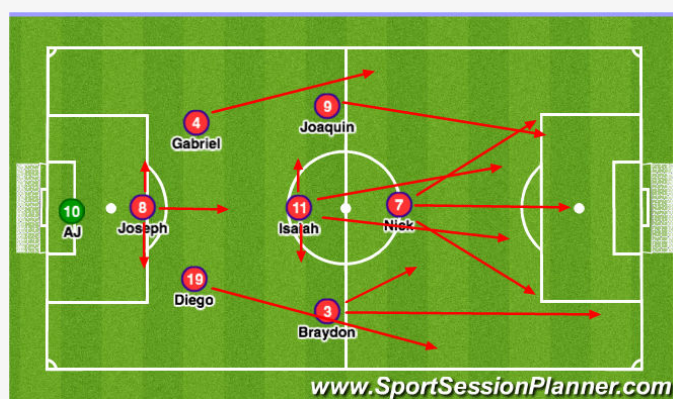 4
Gabriel
9
Joaquin
10
AJ
8
Joseph
11
Isaiah
7
Nick
19
Diego
3
Braydon
www.SportSessionPlanner.com